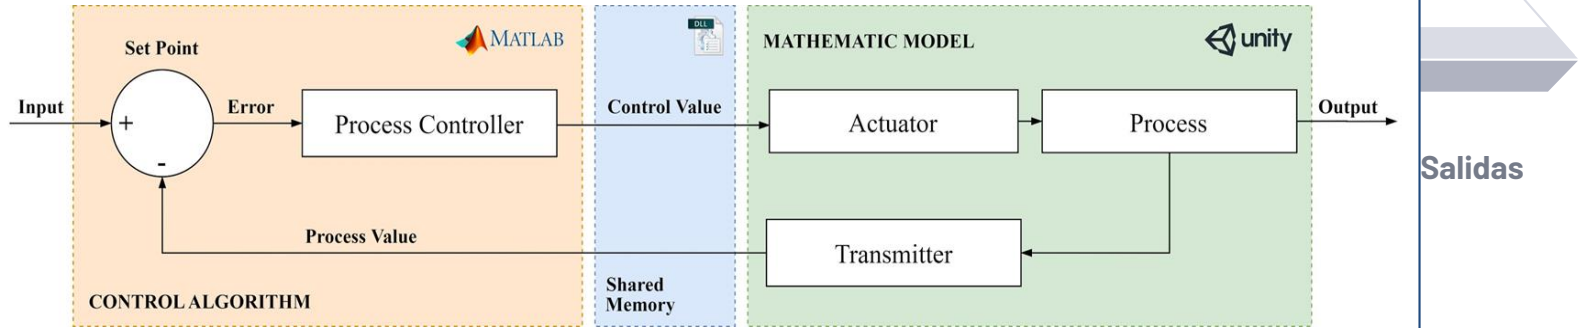 Set Point
MATLAB
DLL
MATHEMATIC MODEL
unity
Input
+
Error
Process Controller
Control Value
Actuator
Process
Output
-
Salidas
Process Value
Transmitter
CONTROL ALGORITHM
Shared
Memory